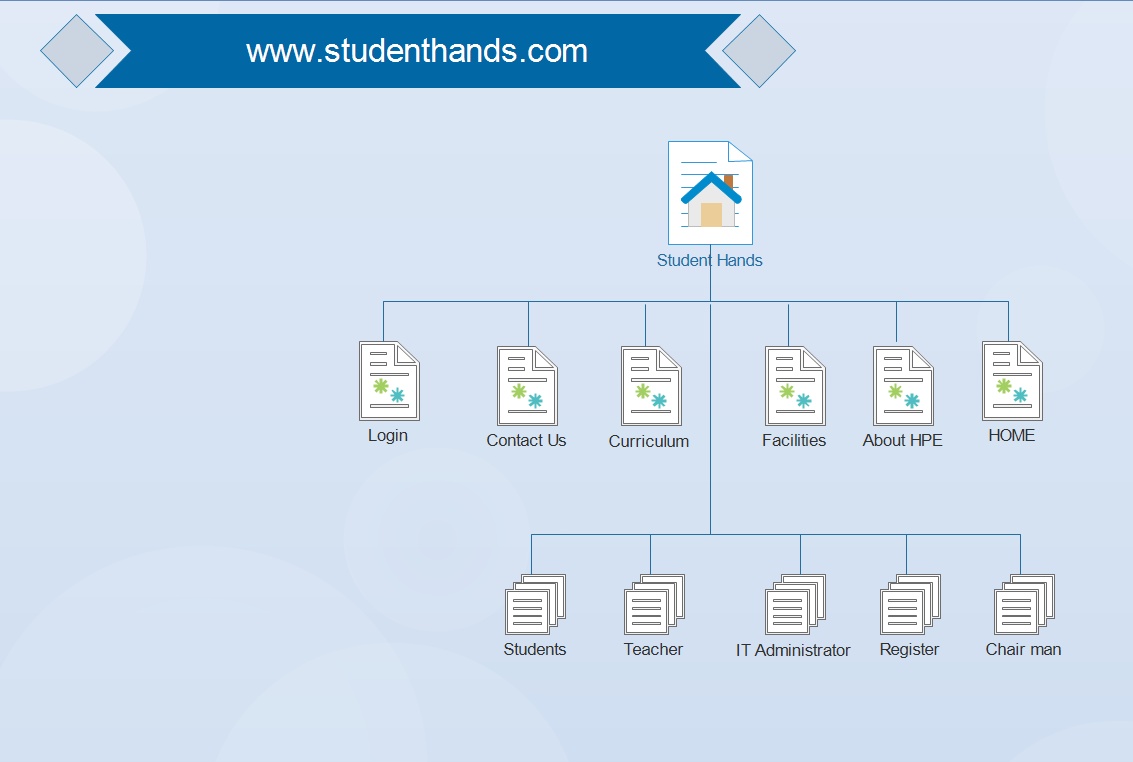 www.studenthands.com
Student Hands
Login
Contact Us
Curriculum
Facilities
About HPE
HOME
Students
Teacher
IT Administrator
Register
Chair man